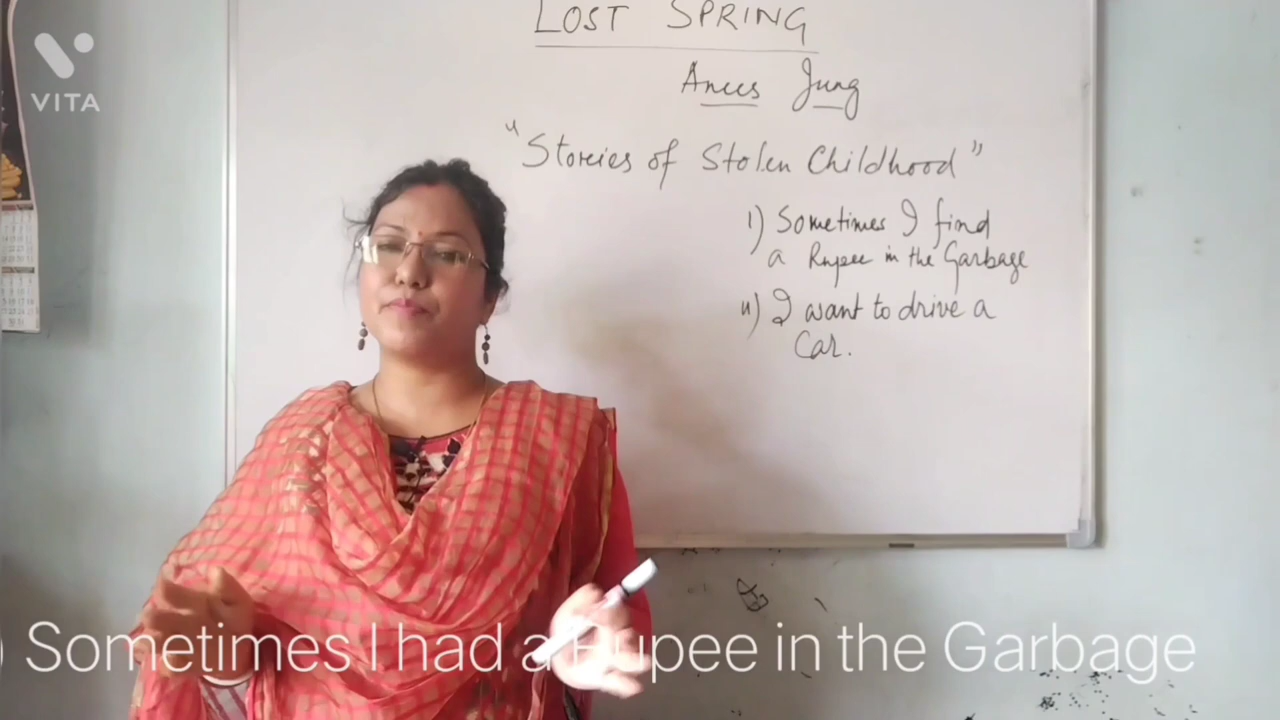 VITA
LOST SPRING
Anees Jung
"Stories of Stolen Childhood"
I) Sometimes I find
a Rupee in the Garbage
II) I want to drive a
Car.
) Sometimes I had a Rupee in the Garbage